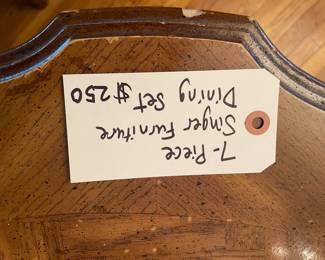 7-Piece
Singer Furniture
Dining Set $250